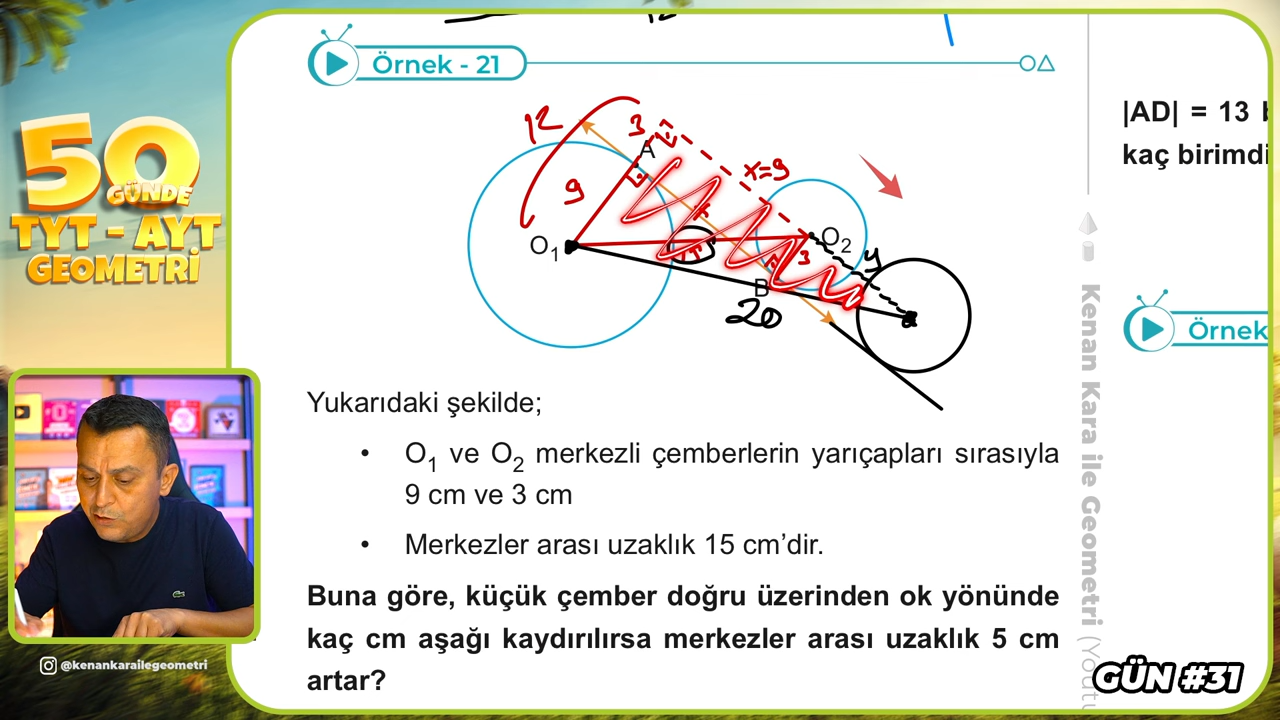 Örnek - 21
12
3
A
9
x=9
O1
O2
3
y
B
20
Yukarıdaki şekilde;
• O1 ve O2 merkezli çemberlerin yarıçapları sırasıyla
9 cm ve 3 cm
• Merkezler arası uzaklık 15 cm’dir.
Buna göre, küçük çember doğru üzerinden ok yönünde
kaç cm aşağı kaydırılırsa merkezler arası uzaklık 5 cm
artar?
|AD| = 13
kaç birimdi
Örnek
Kenan Kara ile Geometri (Yout
50
GÜNDE
TYT - AYT
GEOMETRİ
@kenankarailegeometri
GÜN #31